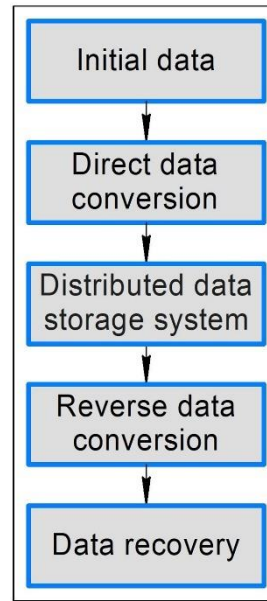 Initial data
Direct data
conversion
Distributed data
storage system
Reverse data
conversion
Data recovery